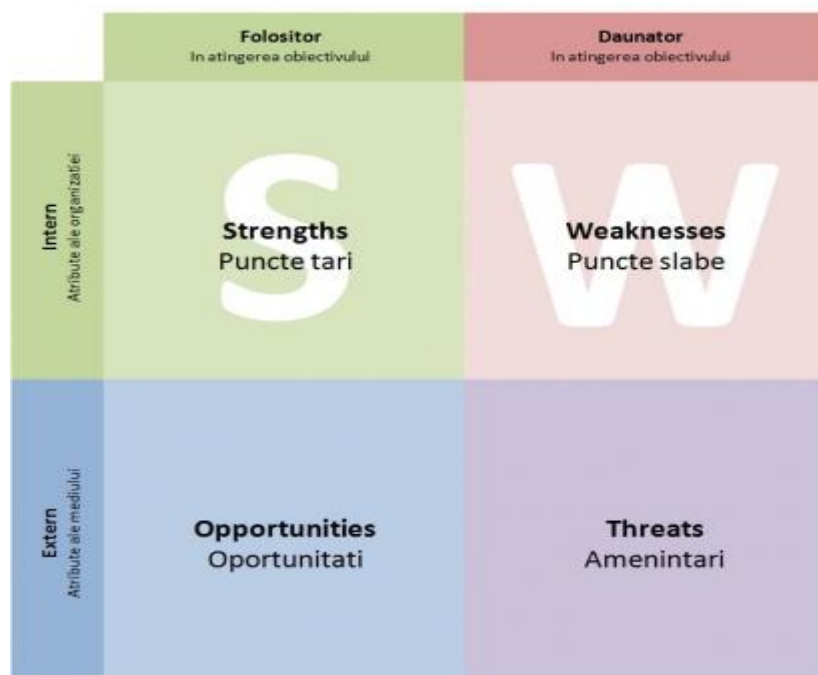 Folositor
In atingerea obiectivului
Daunator
In atingerea obiectivului
Intern
Atribute ale organizatiei
S
Strengths
Puncte tari
W
Weaknesses
Puncte slabe
Extern
Atribute ale mediului
Opportunities
Oportunitati
Threats
Amenintari